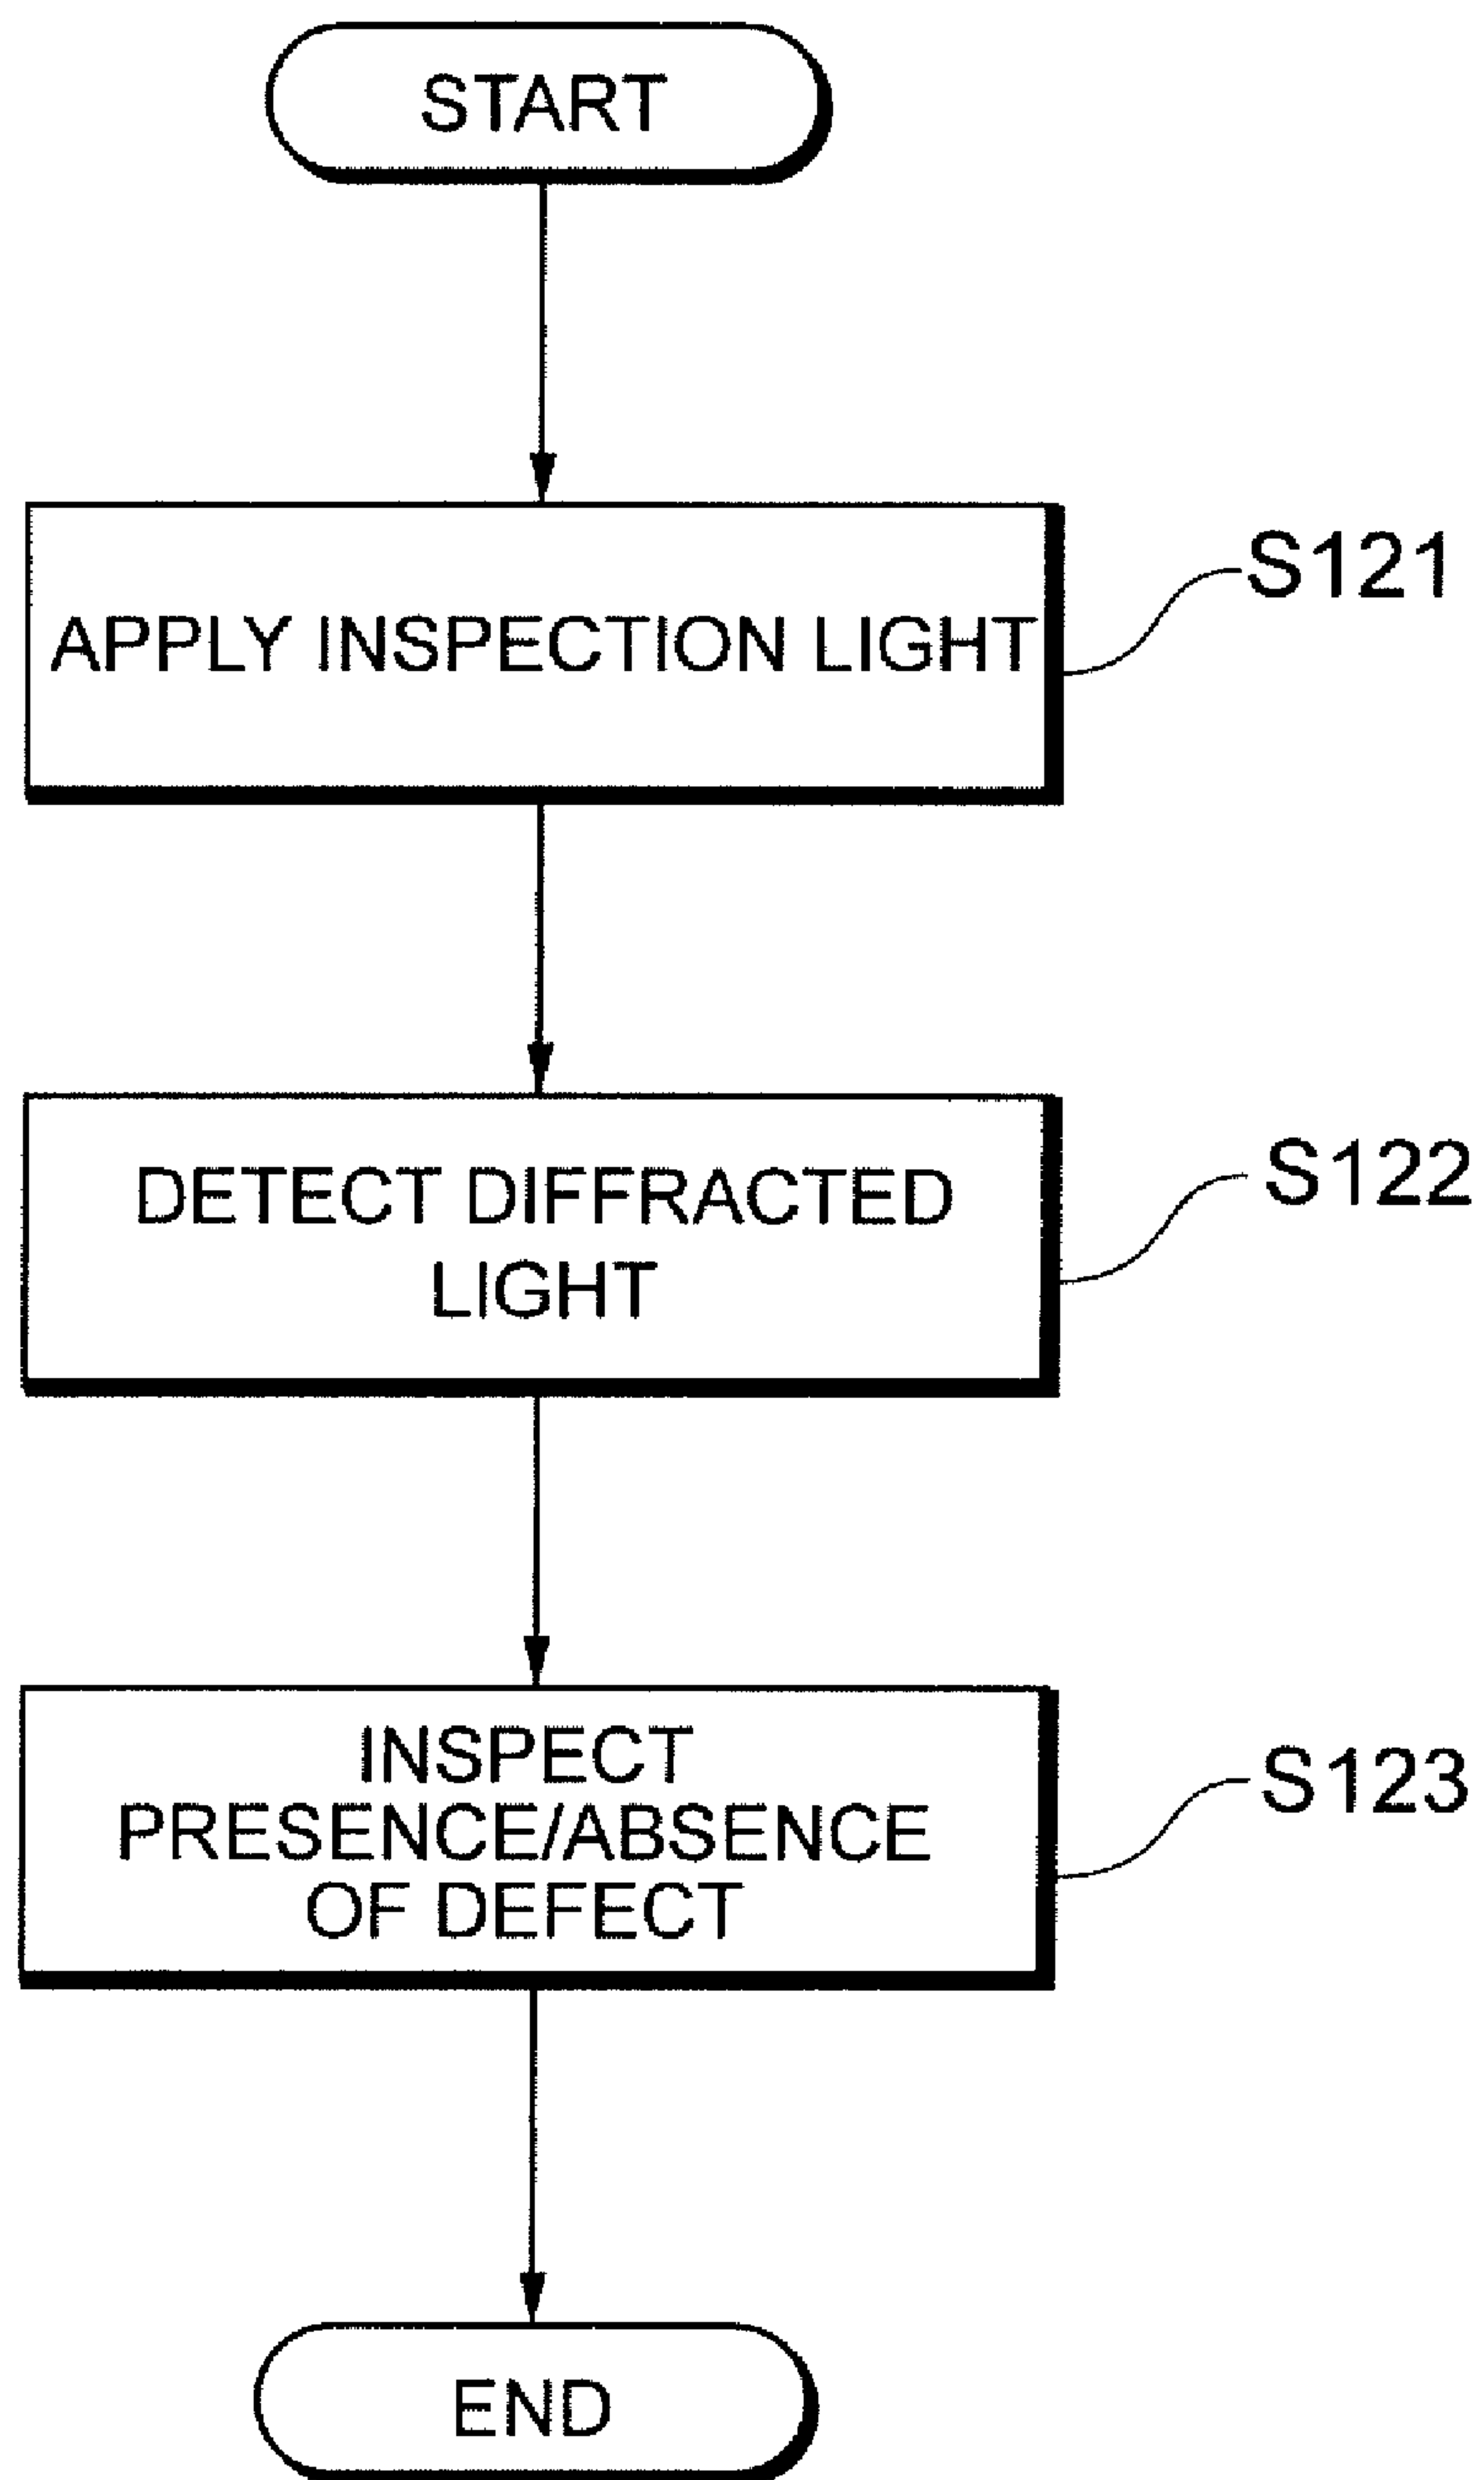 START
APPLY INSPECTION LIGHT
S121
DETECT DIFFRACTED
LIGHT
S122
INSPECT
PRESENCE/ABSENCE
OF DEFECT
S123
END